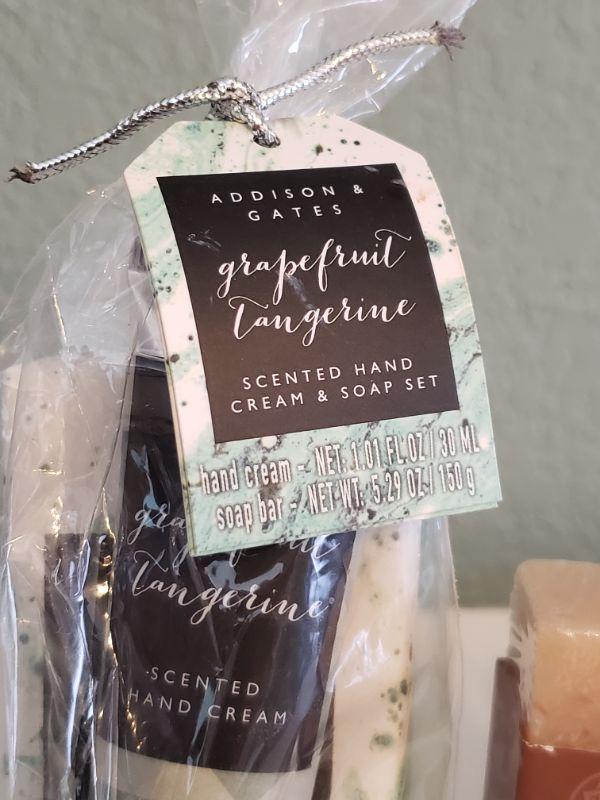 ADDISON &
GATES
grapefruit
tangerine
SCENTED HAND
CREAM & SOAP SET
hand cream - NET: 1.01 FL.OZ / 30 ML
soap bar - NET WT. 5.29 OZ / 150 g
grapefruit
tangerine
SCENTED
HAND CREAM